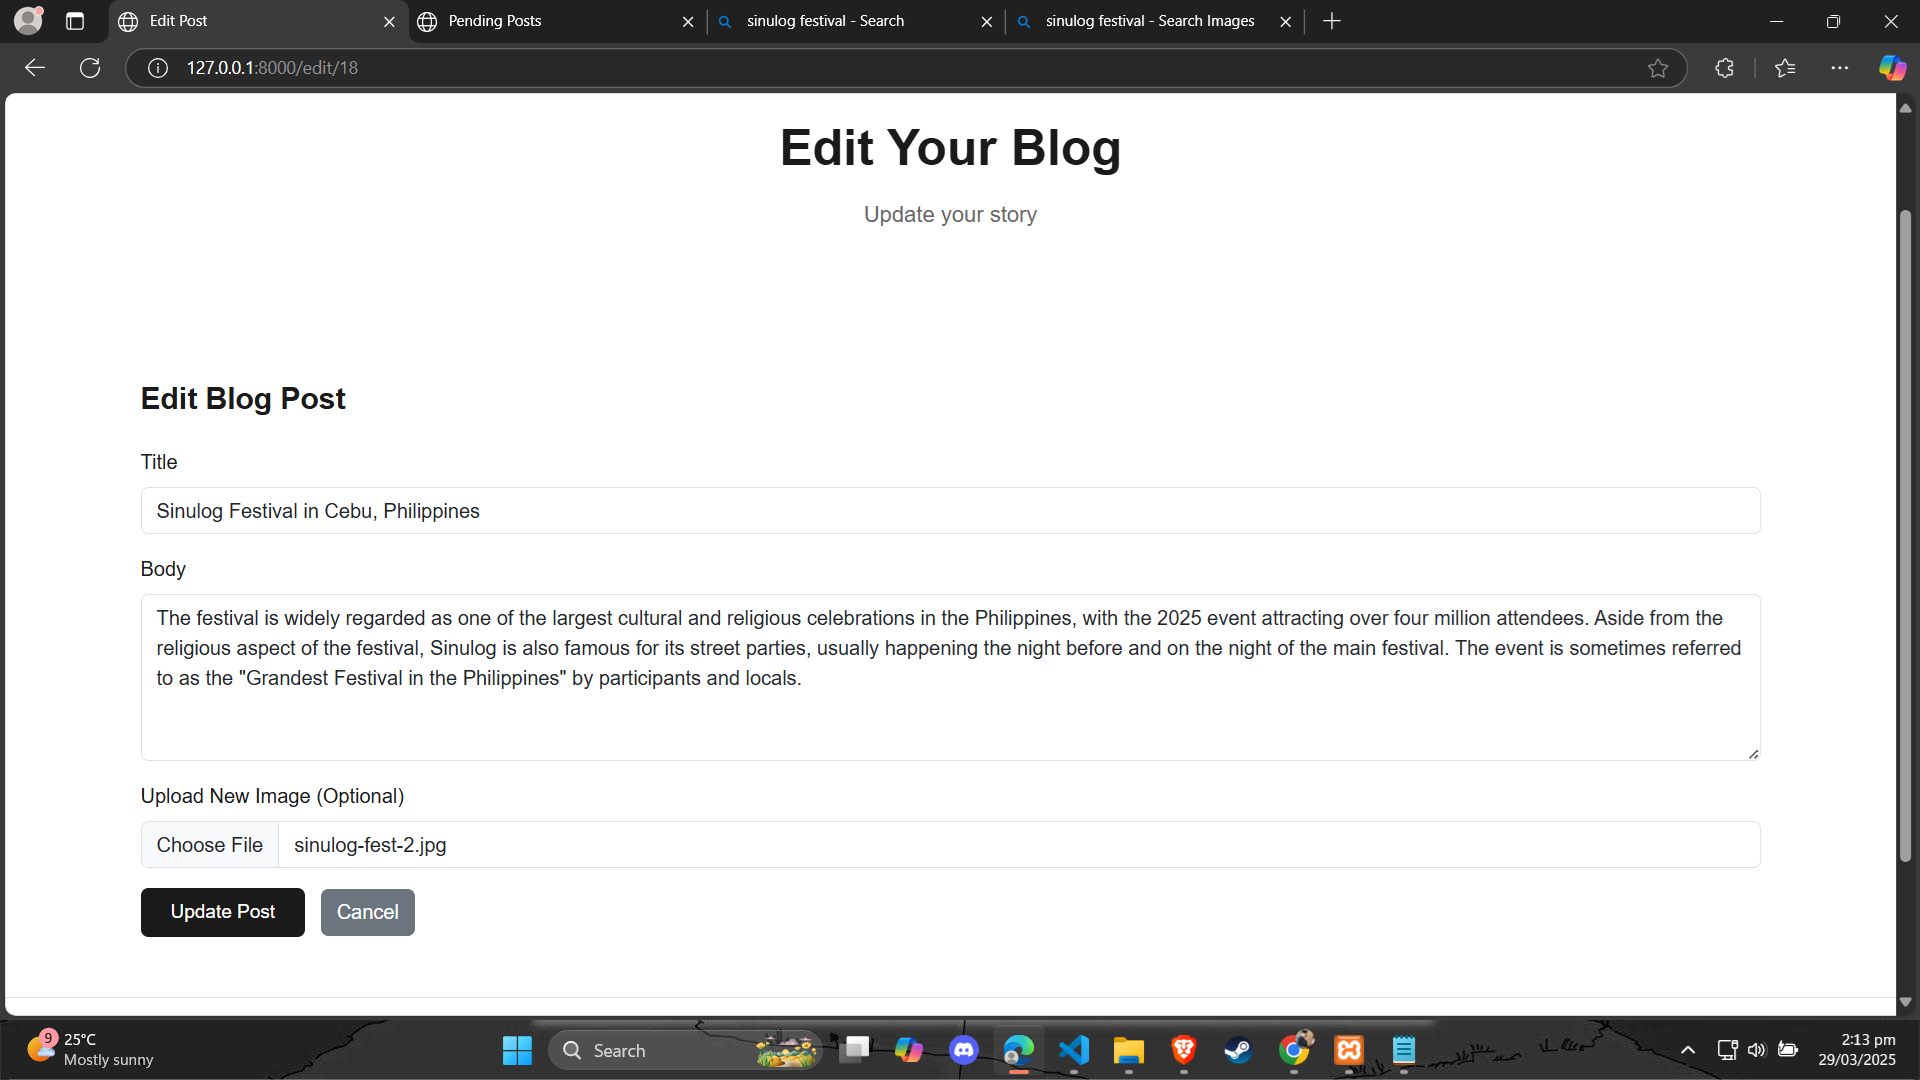 Edit Post
Pending Posts
sinulog festival - Search
sinulog festival - Search Images
127.0.0.1:8000/edit/18
Edit Your Blog
Update your story
Edit Blog Post
Title
Sinulog Festival in Cebu, Philippines
Body
The festival is widely regarded as one of the largest cultural and religious celebrations in the Philippines, with the 2025 event attracting over four million attendees. Aside from the
religious aspect of the festival, Sinulog is also famous for its street parties, usually happening the night before and on the night of the main festival. The event is sometimes referred
to as the "Grandest Festival in the Philippines" by participants and locals.
Upload New Image (Optional)
Choose File sinulog-fest-2.jpg
Update Post
Cancel
9
25°C
Mostly sunny
Search
2:13 pm
29/03/2025